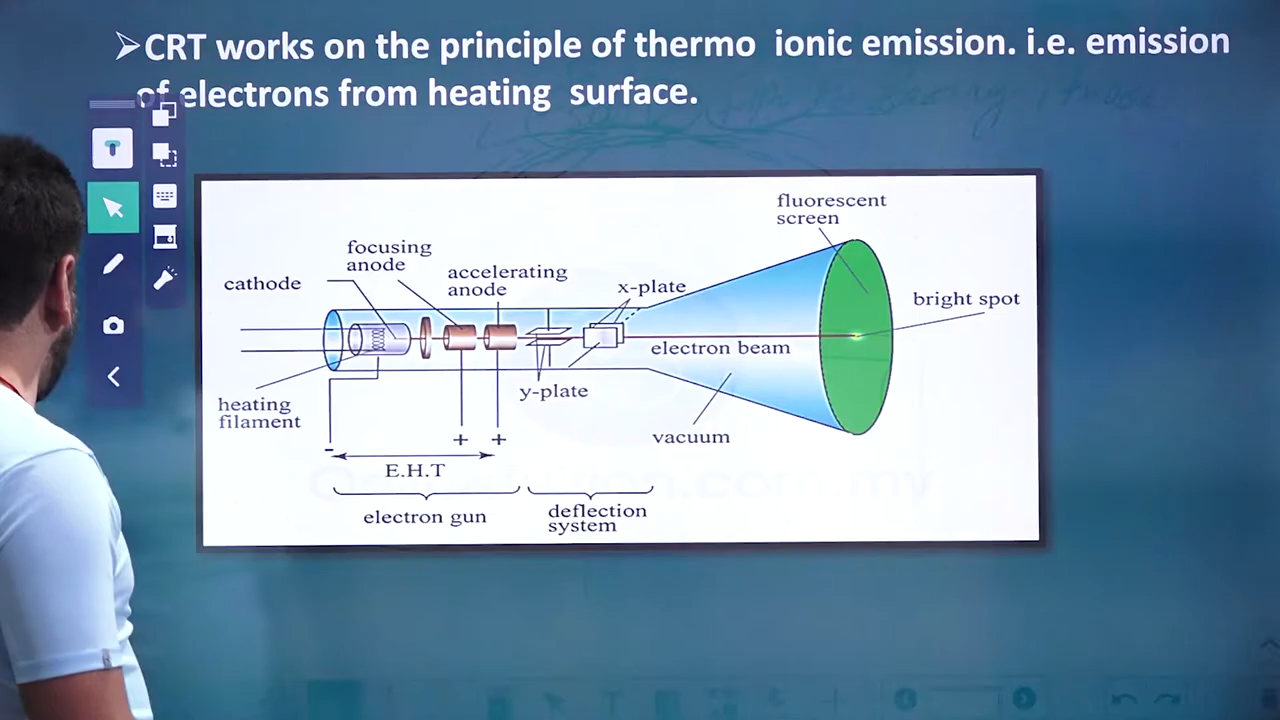 ➢CRT works on the principle of thermo ionic emission. i.e. emission
of electrons from heating surface.
fluorescent
screen
focusing
anode
accelerating
anode
cathode
x-plate
bright spot
electron beam
y-plate
heating
filament
vacuum
-
+ +
E.H.T
electron gun
deflection
system